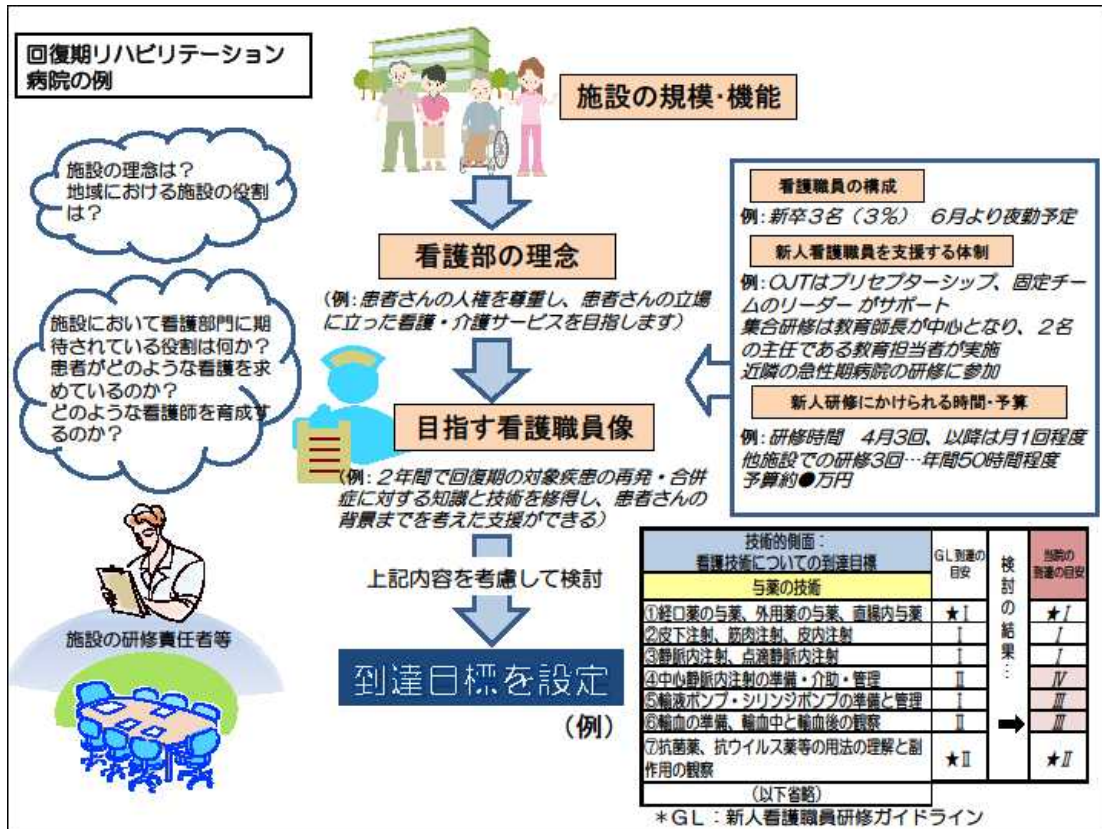 回復期リハビリテーション
病院の例
施設の規模・機能
施設の理念は？
地域における施設の役割
は？
看護部の理念
(例：患者さんの人権を尊重し、患者さんの立場
に立った看護・介護サービスを目指します）
施設において看護部門に期
待されている役割は何か？
患者がどのような看護を求
めているのか？
どのような看護師を育成す
るのか？
目指す看護職員像
(例：２年間で回復期の対象疾患の再発・合併
症に対する知識と技術を修得し、患者さんの
背景までを考えた支援ができる）
看護職員の構成
例：新卒３名（３％）　６月より夜勤予定
新人看護職員を支援する体制
例：OJTはプリセプターシップ、固定チー
ムのリーダー がサポート
集合研修は教育師長が中心となり、２名
の主任である教育担当者が実施
近隣の急性期病院の研修に参加
新人研修にかけられる時間・予算
例：研修時間　４月３回、以降は月１回程度
他施設での研修３回…年間５０時間程度
予算約●万円
上記内容を考慮して検討
施設の研修責任者等
到達目標を設定
（例）
技術的側面：
看護技術についての到達目標
ＧＬ到達の
目安
検討の結果…
当院の
到達の目安
与薬の技術
①経口薬の与薬、外用薬の与薬、直腸内与薬 ★Ⅰ ★Ⅰ
②皮下注射、筋肉注射、皮内注射 Ⅰ Ⅰ
③静脈内注射、点滴静脈内注射 Ⅰ Ⅰ
④中心静脈内注射の準備・介助・管理 Ⅱ Ⅳ
⑤輸液ポンプ・シリンジポンプの準備と管理 Ⅰ Ⅲ
⑥輸血の準備、輸血中と輸血後の観察 Ⅱ Ⅲ
⑦抗菌薬、抗ウイルス薬等の用法の理解と副
作用の観察 ★Ⅱ ★Ⅱ
（以下省略）
＊ＧＬ：新人看護職員研修ガイドライン